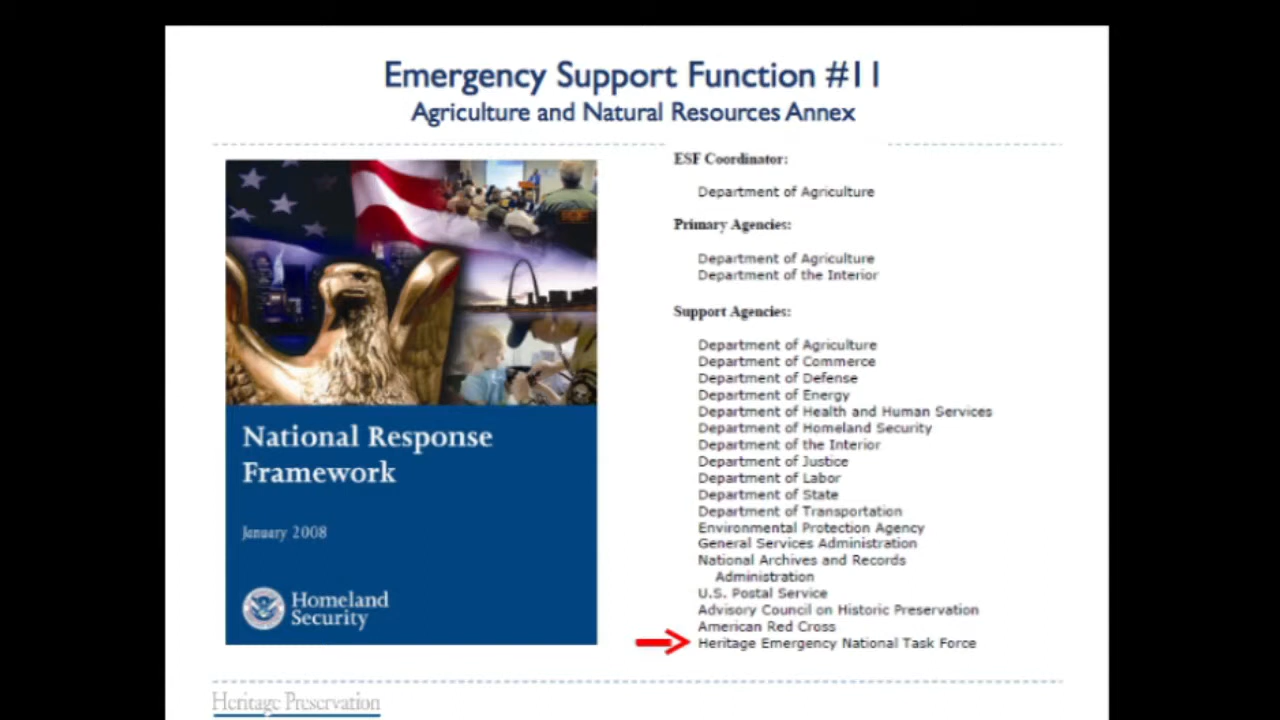 Emergency Support Function #11
Agriculture and Natural Resources Annex
National Response
Framework
January 2008
Homeland
Security
ESF Coordinator:
Department of Agriculture
Primary Agencies:
Department of Agriculture
Department of the Interior
Support Agencies:
Department of Agriculture
Department of Commerce
Department of Defense
Department of Energy
Department of Health and Human Services
Department of Homeland Security
Department of the Interior
Department of Justice
Department of Labor
Department of State
Department of Transportation
Environmental Protection Agency
General Services Administration
National Archives and Records
Administration
U.S. Postal Service
Advisory Council on Historic Preservation
American Red Cross
Heritage Emergency National Task Force
Heritage Preservation